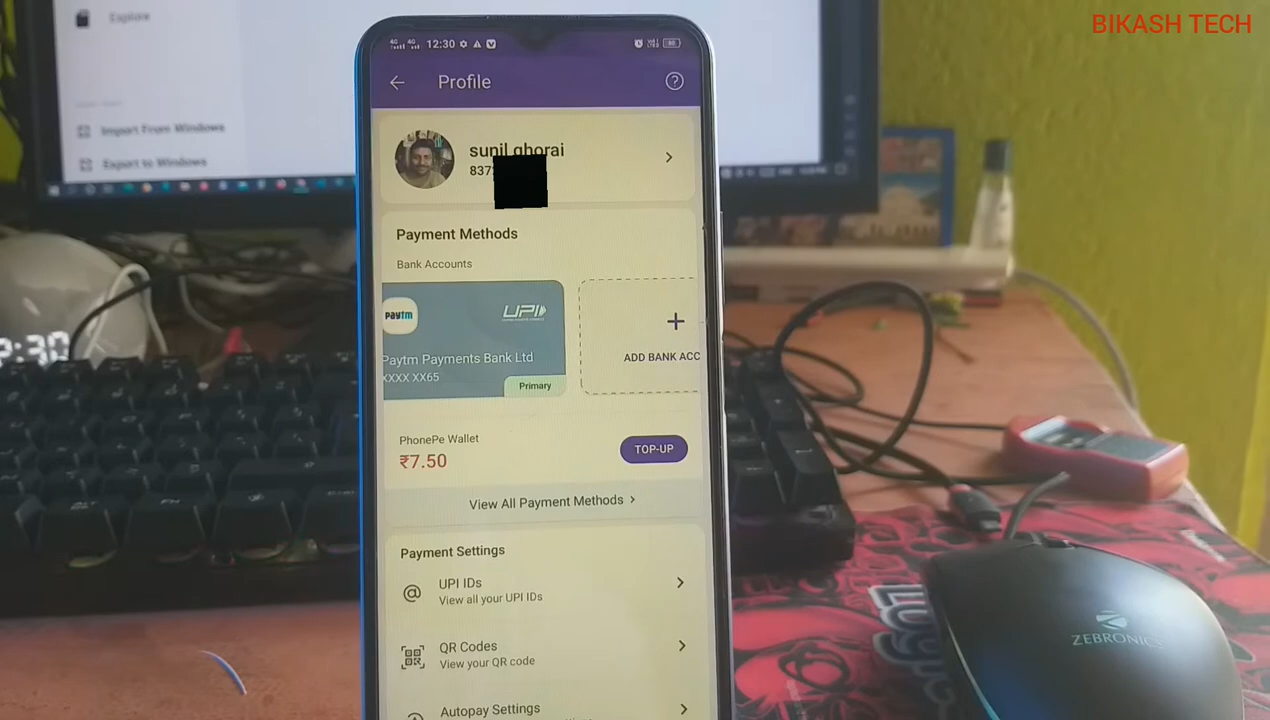 BIKASH TECH
Explore
Import From Windows
Export to Windows
12:30
Profile
sunil ghorai
837
Payment Methods
Bank Accounts
Paytm
UPI
Paytm Payments Bank Ltd
XXXX XX65
Primary
+
ADD BANK ACC
PhonePe Wallet
₹7.50
TOP-UP
View All Payment Methods >
Payment Settings
UPI IDs
View all your UPI IDs
QR Codes
View your QR code
Autopay Settings
ZEBRONICS